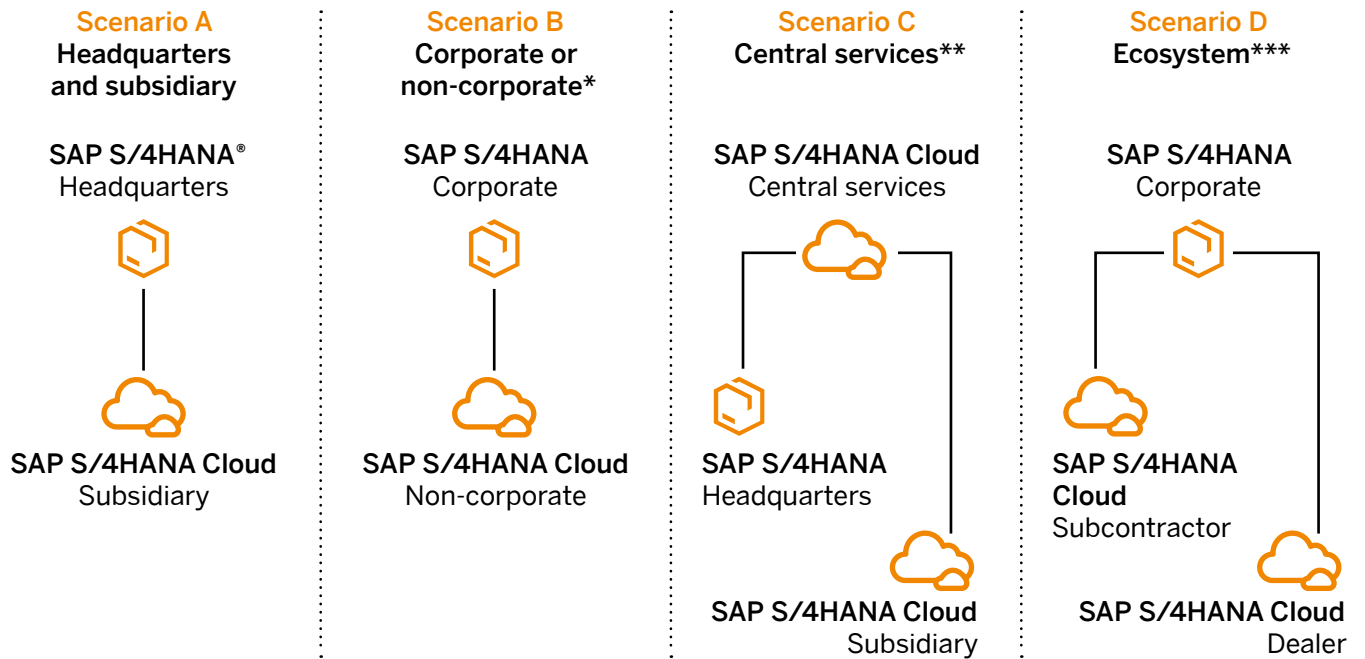 Scenario A
Headquarters
and subsidiary
SAP S/4HANA®
Headquarters
SAP S/4HANA Cloud
Subsidiary
Scenario B
Corporate or
non-corporate*
SAP S/4HANA
Corporate
SAP S/4HANA Cloud
Non-corporate
Scenario C
Central services**
SAP S/4HANA Cloud
Central services
SAP S/4HANA
Headquarters
SAP S/4HANA Cloud
Subsidiary
Scenario D
Ecosystem***
SAP S/4HANA
Corporate
SAP S/4HANA
Cloud
Subcontractor
SAP S/4HANA Cloud
Dealer